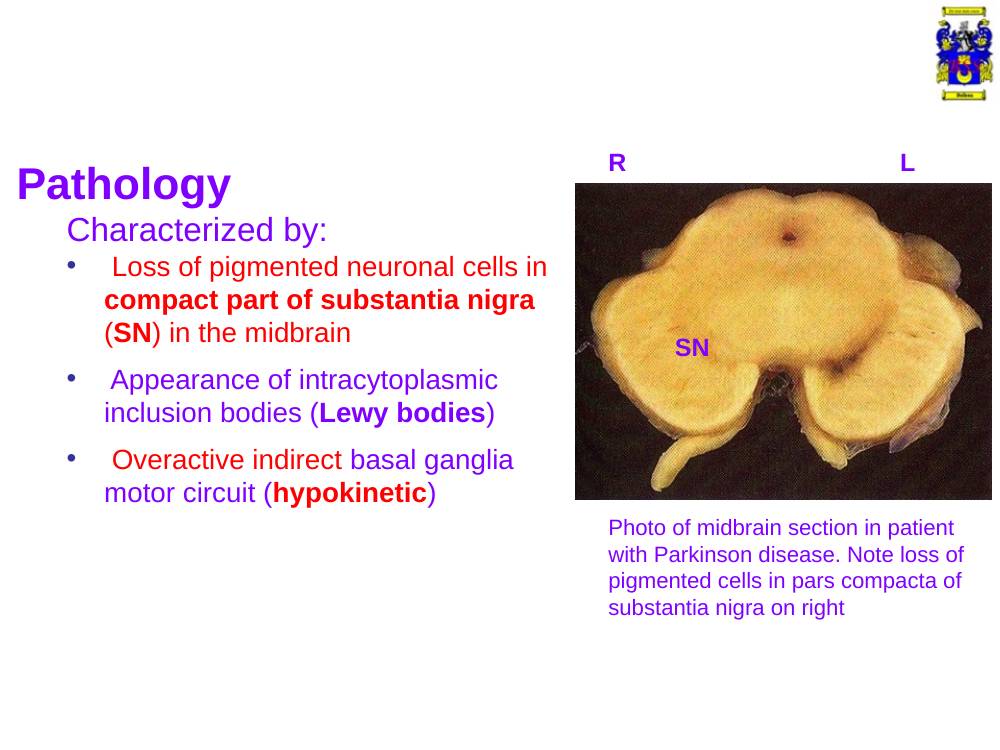 R L
Pathology
Characterized by:
• Loss of pigmented neuronal cells in
compact part of substantia nigra
(SN) in the midbrain
• Appearance of intracytoplasmic
inclusion bodies (Lewy bodies)
• Overactive indirect basal ganglia
motor circuit (hypokinetic)
SN
Photo of midbrain section in patient
with Parkinson disease. Note loss of
pigmented cells in pars compacta of
substantia nigra on right